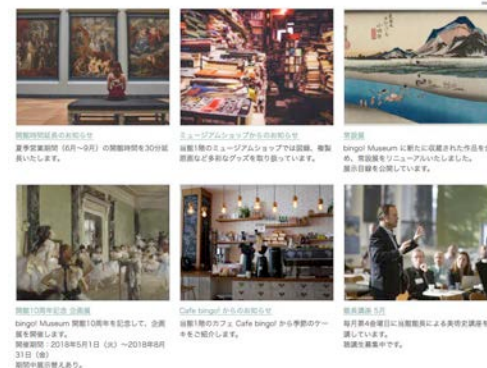 開館時間延長のお知らせ
夏季営業期間(6月〜9月)の開館時間を30分延
長いたします。
ミュージアムショップからのお知らせ
当館1階のミュージアムショップでは図録、複製
原画など多彩なグッズを取り扱っています。
常設展
bingo! Museum に新たに収蔵された作品を
め、常設展をリニューアルいたしました。
展示目録を公開しています。
開館10周年記念 企画展
bingo! Museum 開館10周年を記念して、企画
展を開催します。
開催期間:2018年5月1日(火)〜2018年8月
31日(金)
期間中展示替えあり。
Cafe bingo! からのお知らせ
当館1階のカフェ Cafe bingo! から季節のケー
キをご紹介します。
館長講座 5月
毎月第4金曜日に当館館長による美術史講座を
講しています。
聴講生募集中です。